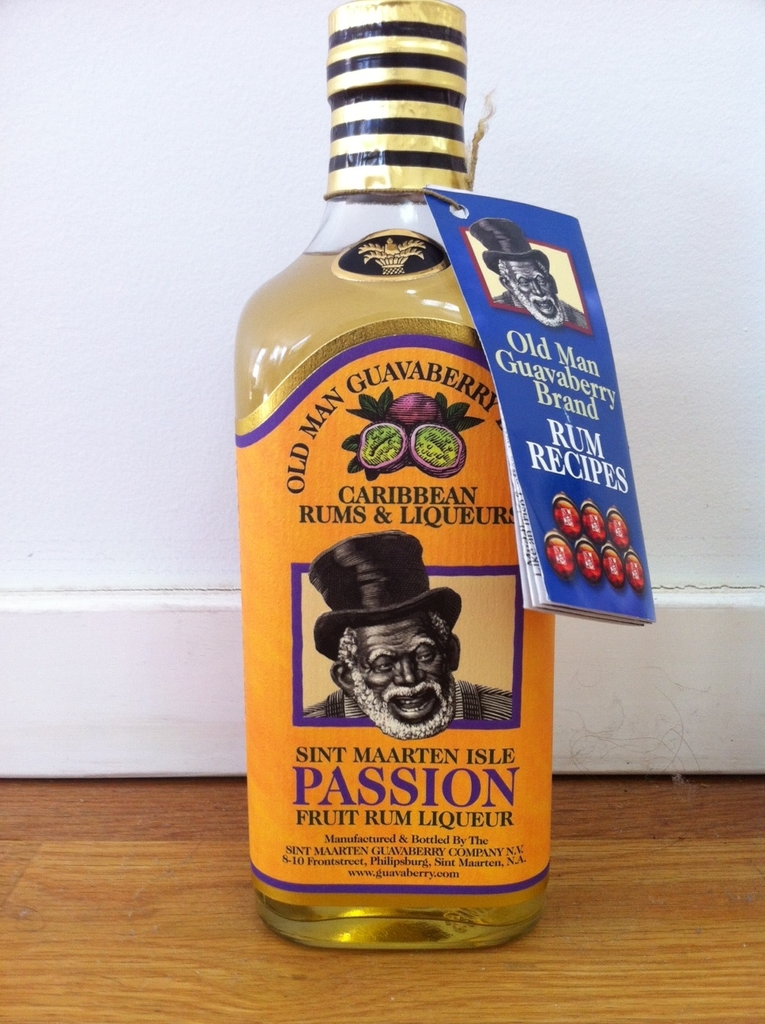 OLD MAN GUAVABERRY
CARIBBEAN
RUMS & LIQUEURS
SINT MAARTEN ISLE
PASSION
FRUIT RUM LIQUEUR
Manufactured & Bottled By The
SINT MAARTEN GUAVABERRY COMPANY N.V.
8-10 Frontstreet, Philipsburg, Sint Maarten, N.A.
www.guavaberry.com
Old Man
Guavaberry
Brand
RUM
RECIPES